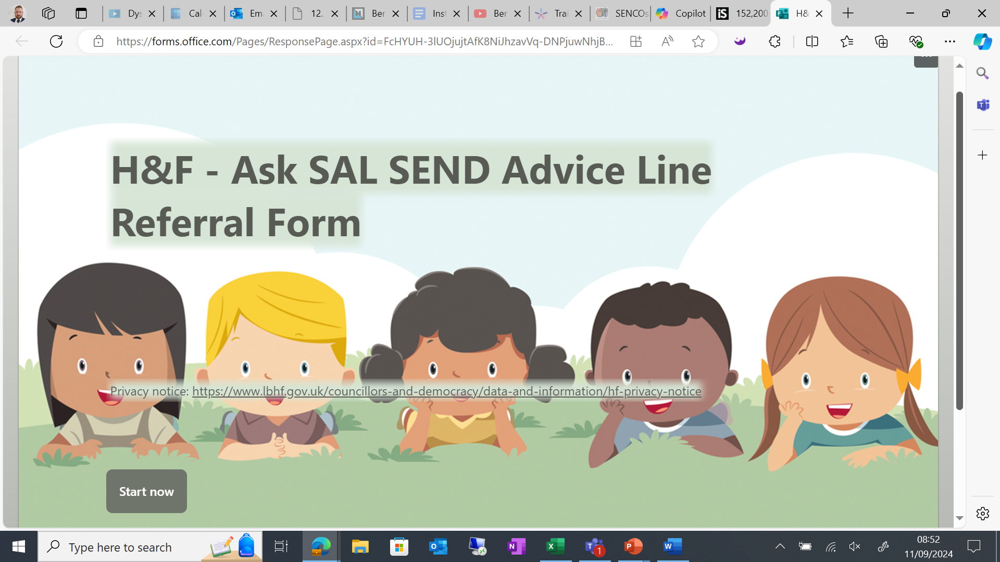 Dys
Cale
Em
12.
Ber
Inst
Ber
Trai
SENCOs
Copilot
iS
152,200
H&
https://forms.office.com/Pages/ResponsePage.aspx?id=FcHYUH-3lUOjujtAfK8NiJhzavVq-DNPjuwNhjB...
H&F - Ask SAL SEND Advice Line
Referral Form
Privacy notice: https://www.lbhf.gov.uk/councillors-and-democracy/data-and-information/hf-privacy-notice
Start now
Type here to search
1
08:52
11/09/2024